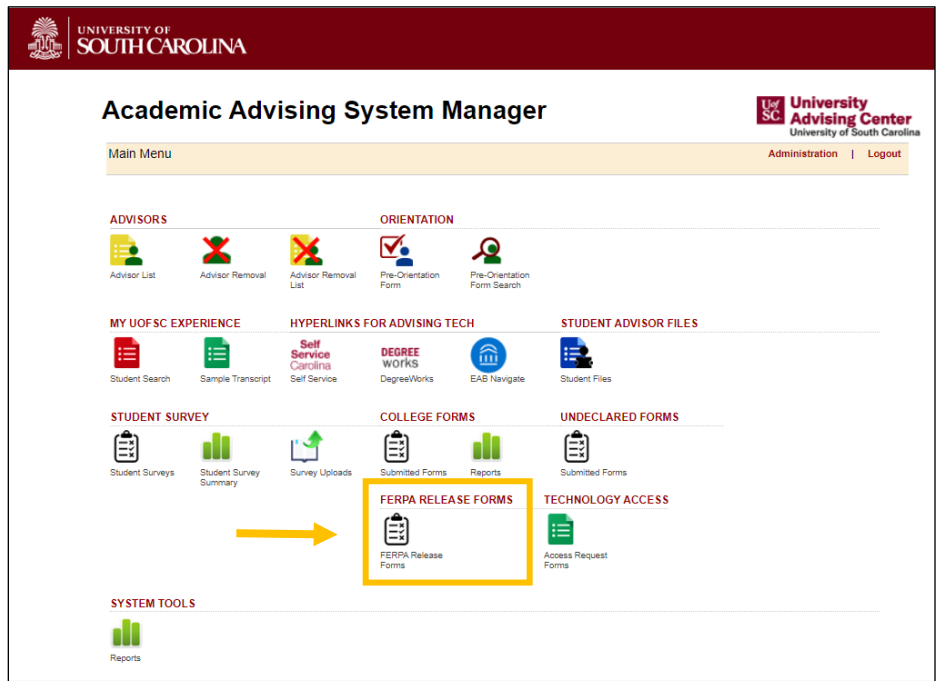 UNIVERSITY OF
SOUTH CAROLINA
Academic Advising System Manager
UofSC University
Advising Center
University of South Carolina
Main Menu
Administration | Logout
ADVISORS ORIENTATION
Advisor List Advisor Removal Advisor Removal Pre-Orientation Pre-Orientation
List Form Form Search
MY UOFSC EXPERIENCE HYPERLINKS FOR ADVISING TECH STUDENT ADVISOR FILES
Self
Service
Carolina
DEGREE
WORKS
Student Search Sample Transcript Self Service DegreeWorks EAB Navigate Student Files
STUDENT SURVEY COLLEGE FORMS UNDECLARED FORMS
Student Surveys Student Survey Survey Uploads Submitted Forms Reports Submitted Forms
Summary
FERPA RELEASE FORMS TECHNOLOGY ACCESS
FERPA Release Access Request
Forms Forms
SYSTEM TOOLS
Reports